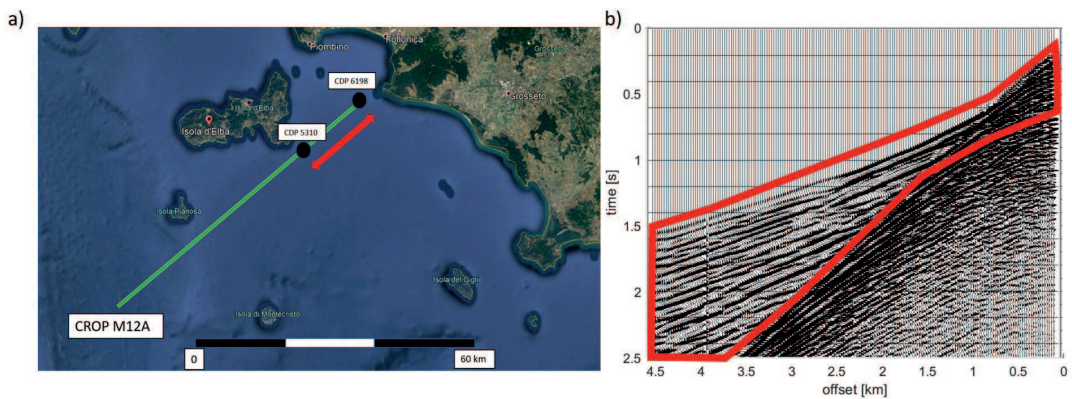 a)
Piombino
Follonica
Grosseto
CDP 6198
Isola d'Elba
Isola d'Elba
Grosseto
CDP 5310
Isola Pianosa
Isola del Giglio
Isola di Montecristo
CROP M12A
0
60 km
b)
0
0.5
1
1.5
2
2.5
time [s]
4.5 4 3.5 3 2.5 2 1.5 1 0.5 0
offset [km]